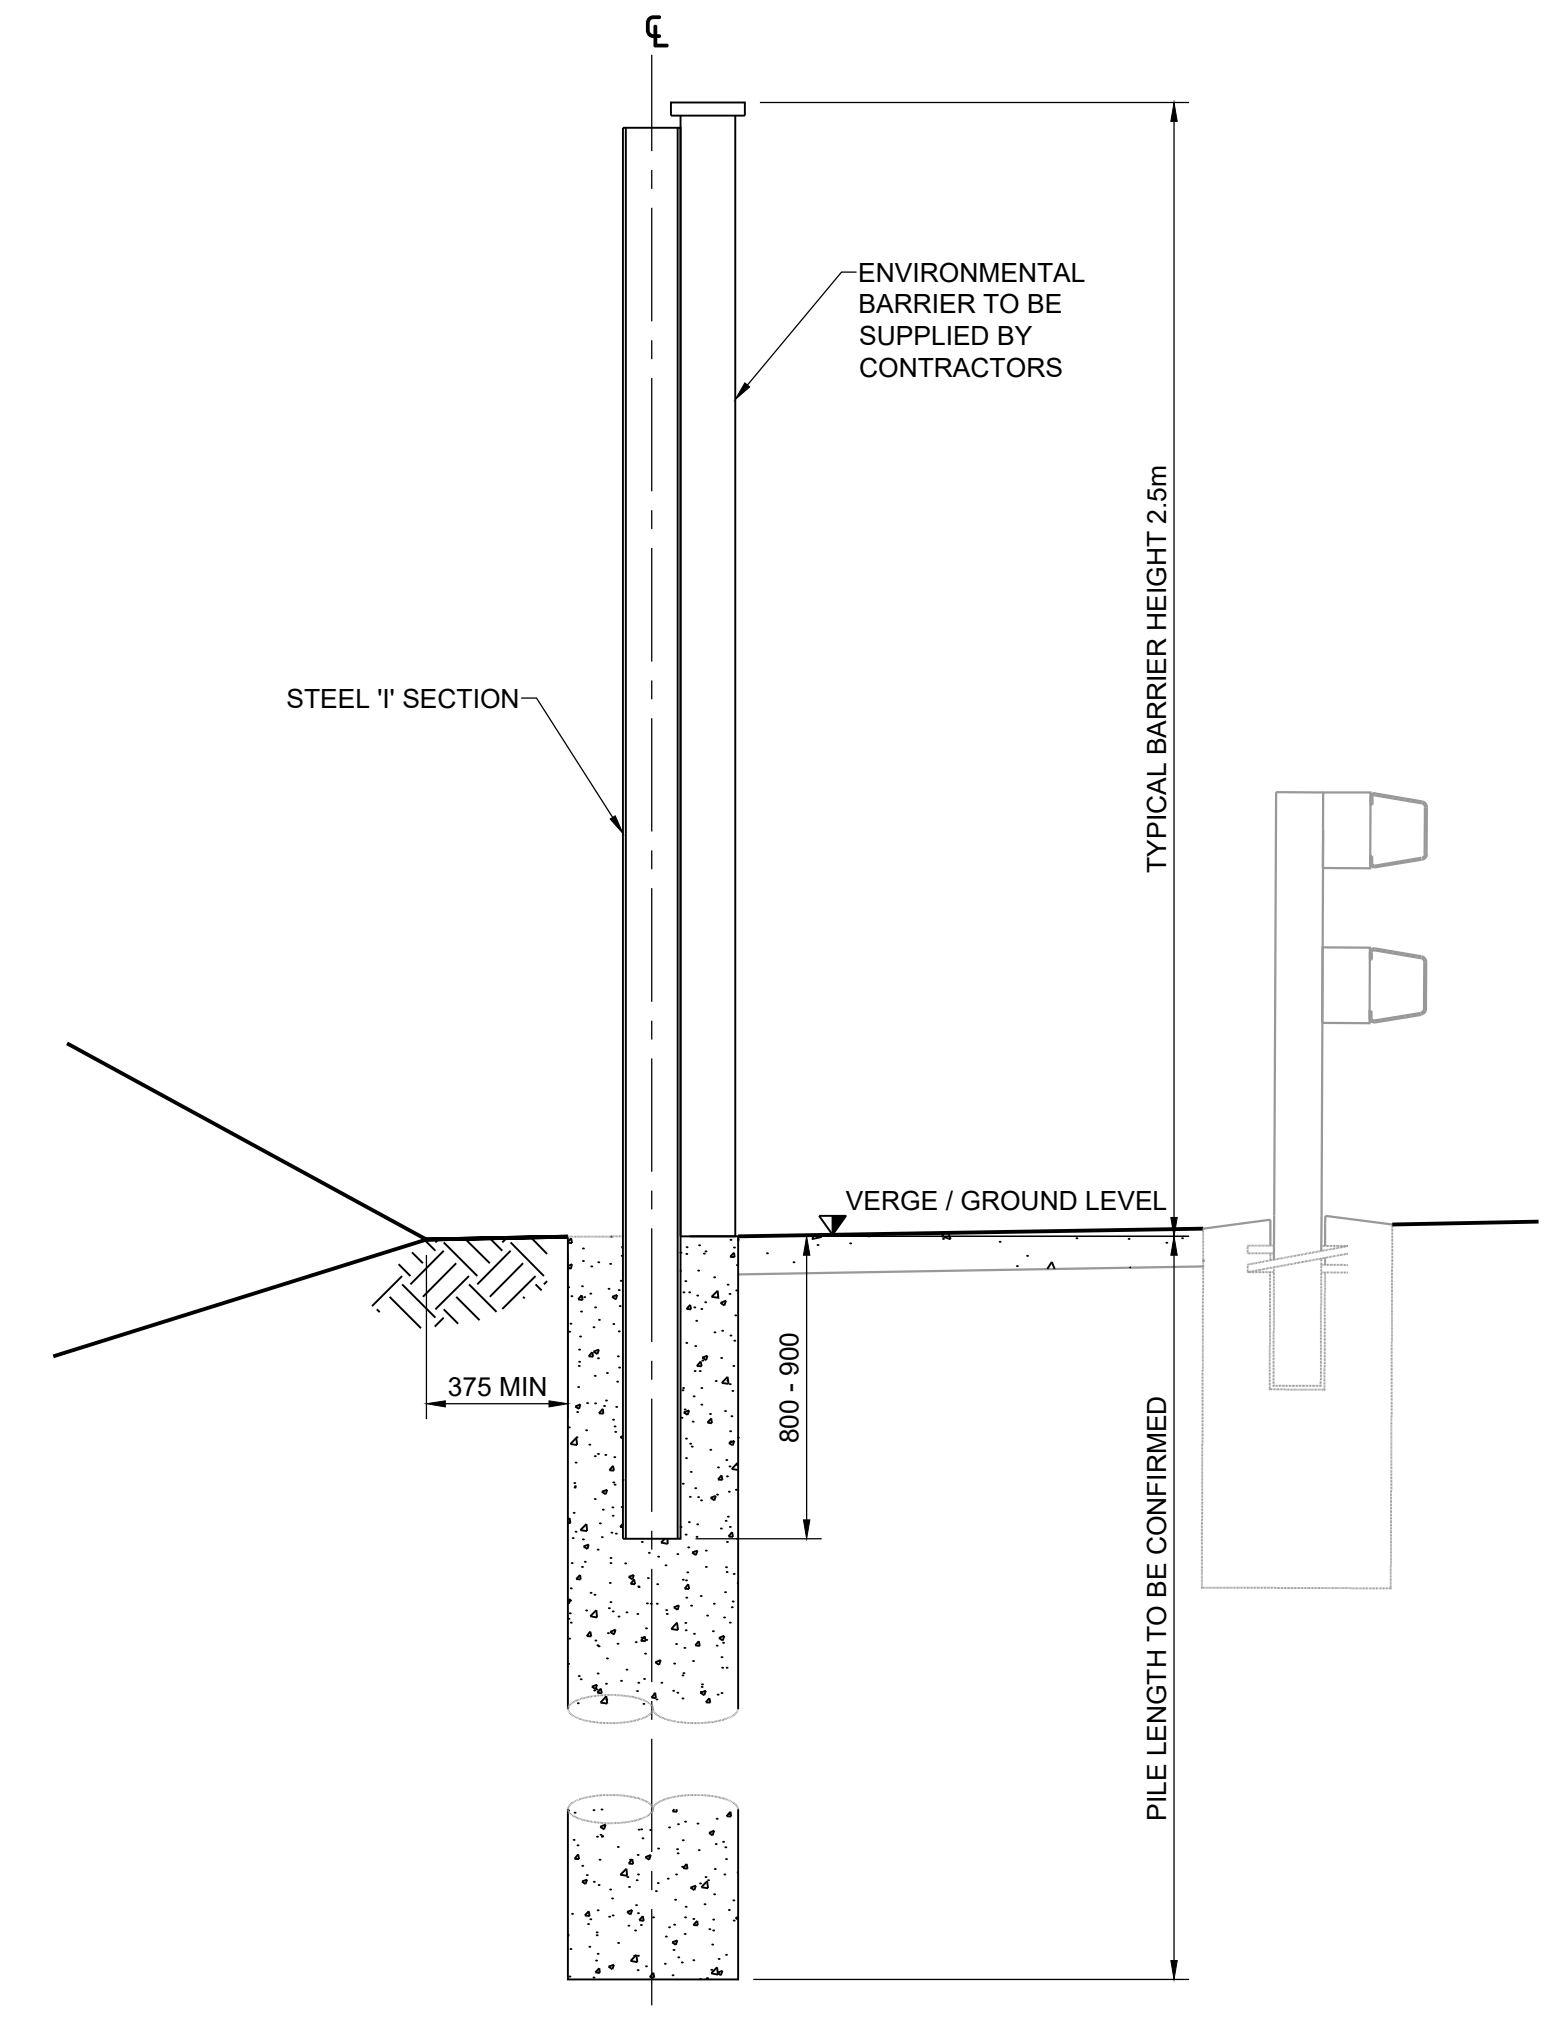 ℄
ENVIRONMENTAL
BARRIER TO BE
SUPPLIED BY
CONTRACTORS
TYPICAL BARRIER HEIGHT 2.5m
STEEL 'I' SECTION
VERGE / GROUND LEVEL
375 MIN
800 - 900
PILE LENGTH TO BE CONFIRMED